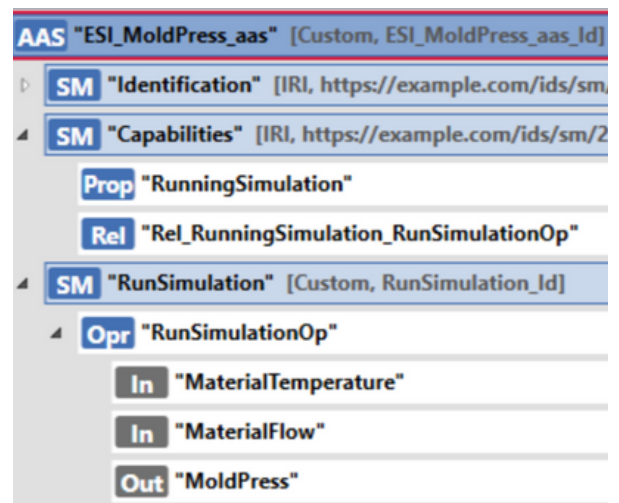 AAS "ESI_MoldPress_aas" [Custom, ESI_MoldPress_aas_Id]
SM "Identification" [IRI, https://example.com/ids/sm/
SM "Capabilities" [IRI, https://example.com/ids/sm/2
Prop "RunningSimulation"
Rel "Rel_RunningSimulation_RunSimulationOp"
SM "RunSimulation" [Custom, RunSimulation_Id]
Opr "RunSimulationOp"
In "MaterialTemperature"
In "MaterialFlow"
Out "MoldPress"